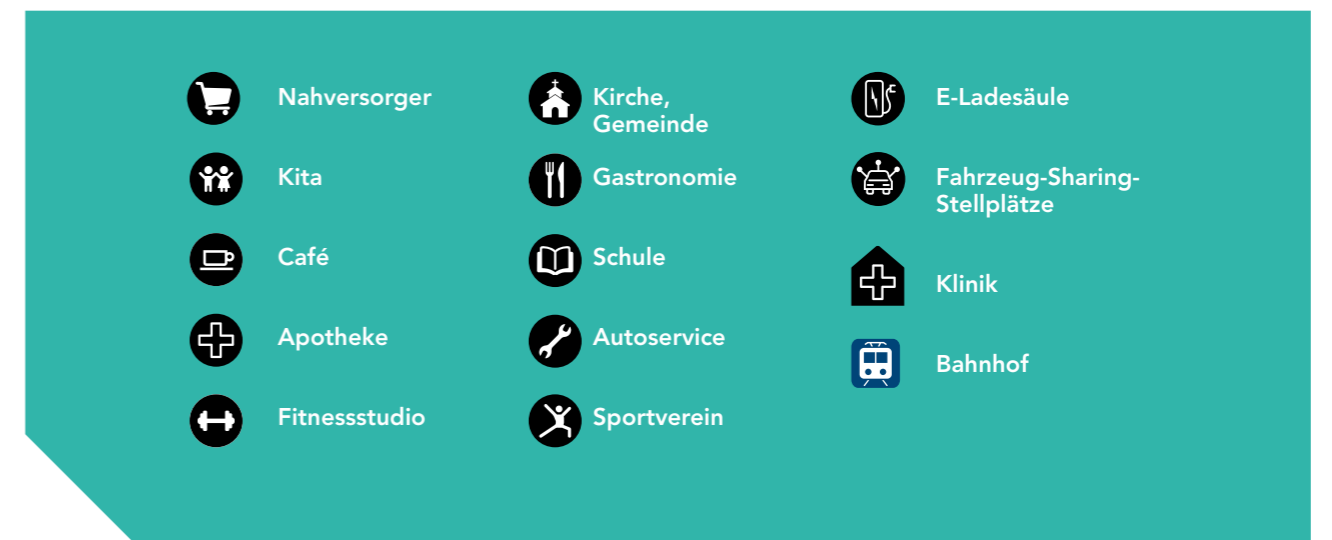 Nahversorger
Kita
Café
Apotheke
Fitnessstudio
Kirche,
Gemeinde
Gastronomie
Schule
Autoservice
Sportverein
E-Ladesäule
Fahrzeug-Sharing-
Stellplätze
Klinik
Bahnhof